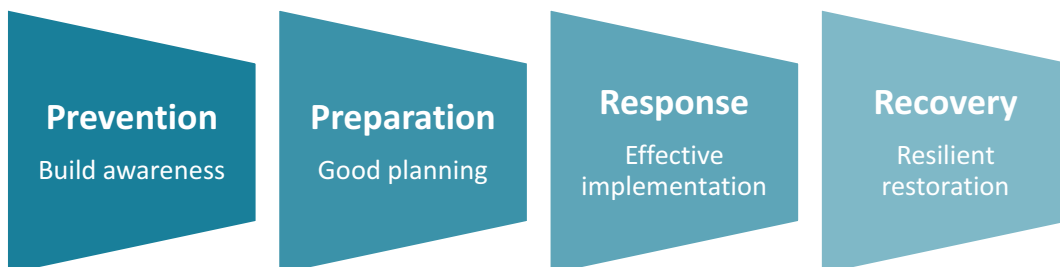 Prevention
Build awareness
Preparation
Good planning
Response
Effective
implementation
Recovery
Resilient
restoration